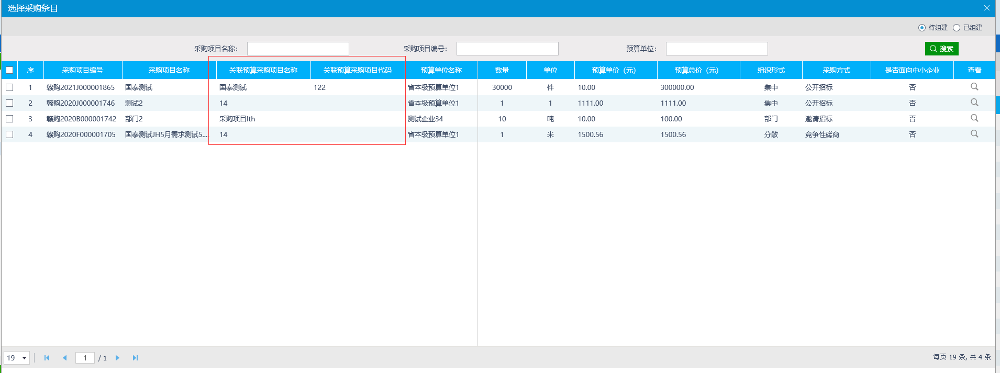 选择采购条目
待组建 已组建
采购项目名称： 采购项目编号： 预算单位： 搜索
序 采购项目编号 采购项目名称 关联预算采购项目名称 关联预算采购项目代码 预算单位名称 数量 单位 预算单价（元） 预算总价（元） 组织形式 采购方式 是否面向中小企业 查看
1 赣购2021J000001865 国泰测试 国泰测试 122 省本级预算单位1 30000 件 10.00 300000.00 集中 公开招标 否
2 赣购2020J000001746 测试2 14 省本级预算单位1 1 1 1111.00 1111.00 集中 公开招标 否
3 赣购2020B000001742 部门2 采购项目lth 测试企业34 10 吨 10.00 100.00 部门 邀请招标 否
4 赣购2020F000001705 国泰测试JH5月需求测试5.... 14 省本级预算单位1 1 米 1500.56 1500.56 分散 竞争性磋商 否
19 1 / 1 每页 19 条, 共 4 条